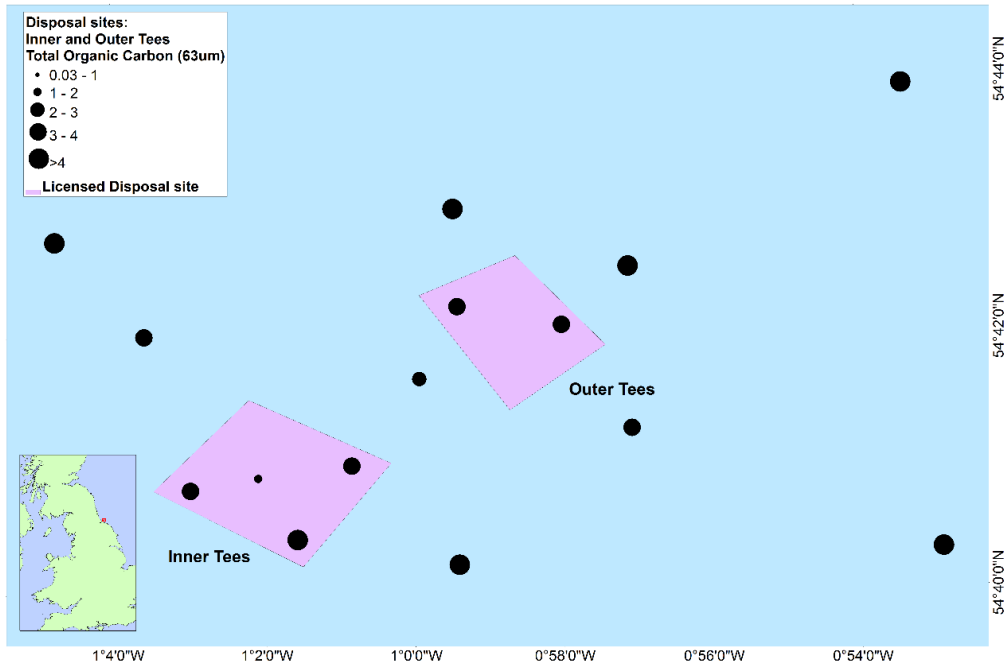 Disposal sites:
Inner and Outer Tees
Total Organic Carbon (63um)
0.03 - 1
1 - 2
2 - 3
3 - 4
>4
Licensed Disposal site
54°44'0"N
54°42'0"N
Outer Tees
Inner Tees
54°40'0"N
1°4'0"W
1°2'0"W
1°0'0"W
0°58'0"W
0°56'0"W
0°54'0"W